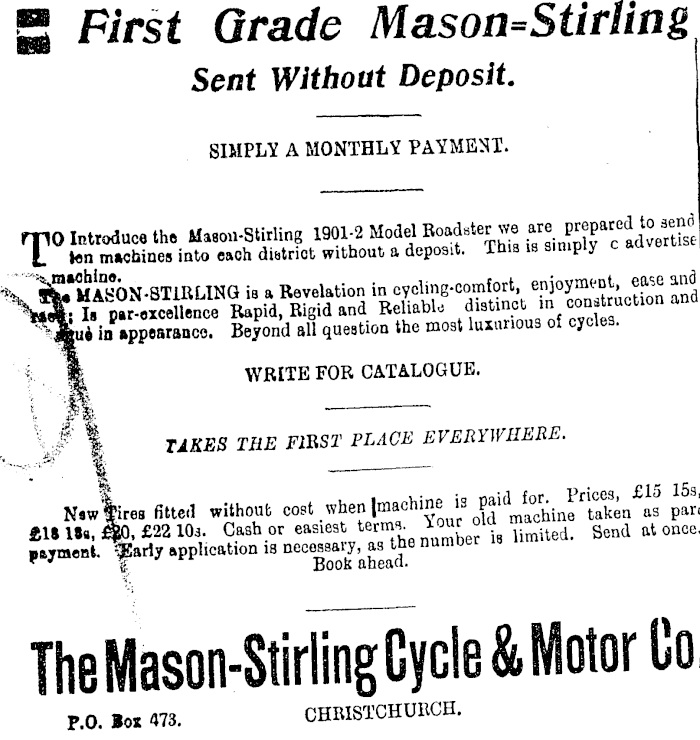 First Grade Mason=Stirling
Sent Without Deposit.
SIMPLY A MONTHLY PAYMENT.
TO Introduce the Mason-Stirling 1901-2 Model Roadster we are prepared to send
ten machines into each district without a deposit. This is simply c advertise
machine.
The MASON-STIRLING is a Revelation in cycling-comfort, enjoyment, ease and
; Is par-excellence Rapid, Rigid and Reliable distinct in construction and
in appearance. Beyond all question the most luxurious of cycles.
WRITE FOR CATALOGUE.
TAKES THE FIRST PLACE EVERYWHERE.
New Tires fitted without cost when machine is paid for. Prices, £15 15s,
£18 18s, £20, £22 10s. Cash or easiest terms. Your old machine taken as par
payment. Early application is necessary, as the number is limited. Send at once.
Book ahead.
The Mason-Stirling Cycle & Motor Co
P.O. Box 473. CHRISTCHURCH.